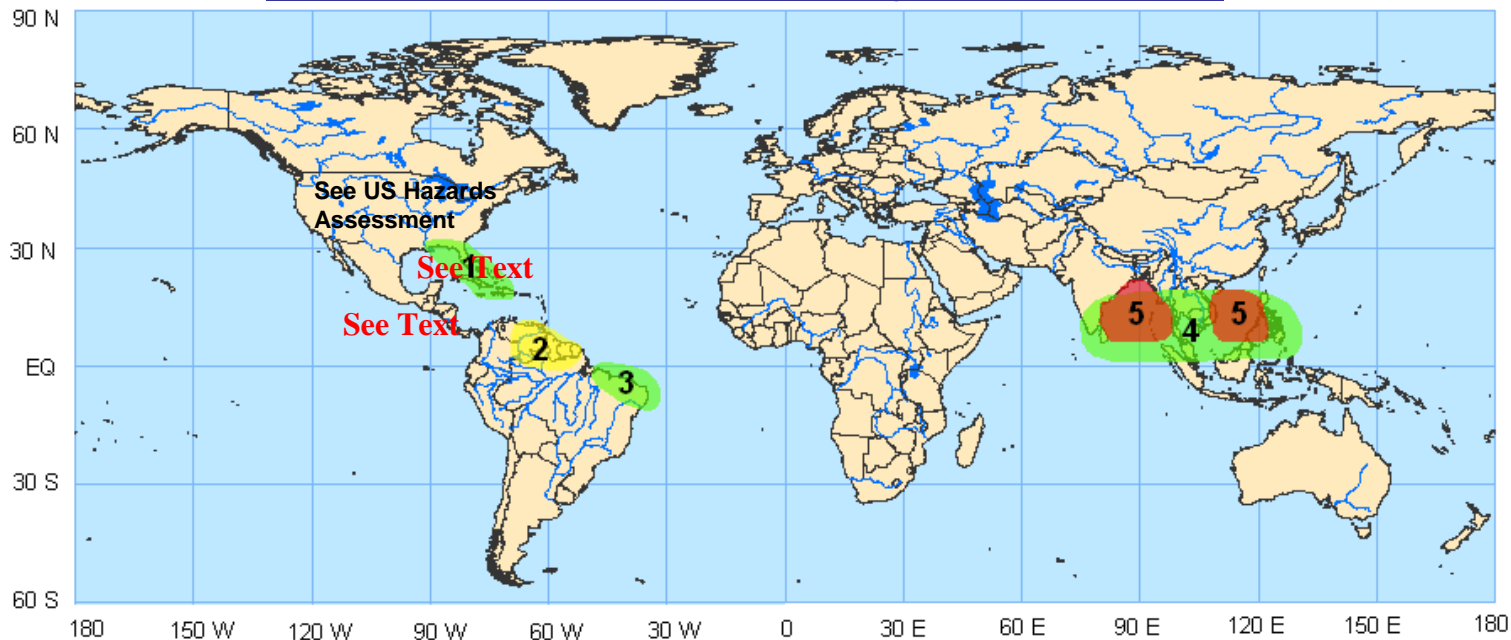 90 N
60 N
30 N
EQ
30 S
60 S
See US Hazards
Assessment
1
See Text
See Text
2
3
5
4
5
180
150 W
120 W
90 W
60 W
30 W
0
30 E
60 E
90 E
120 E
150 E
180